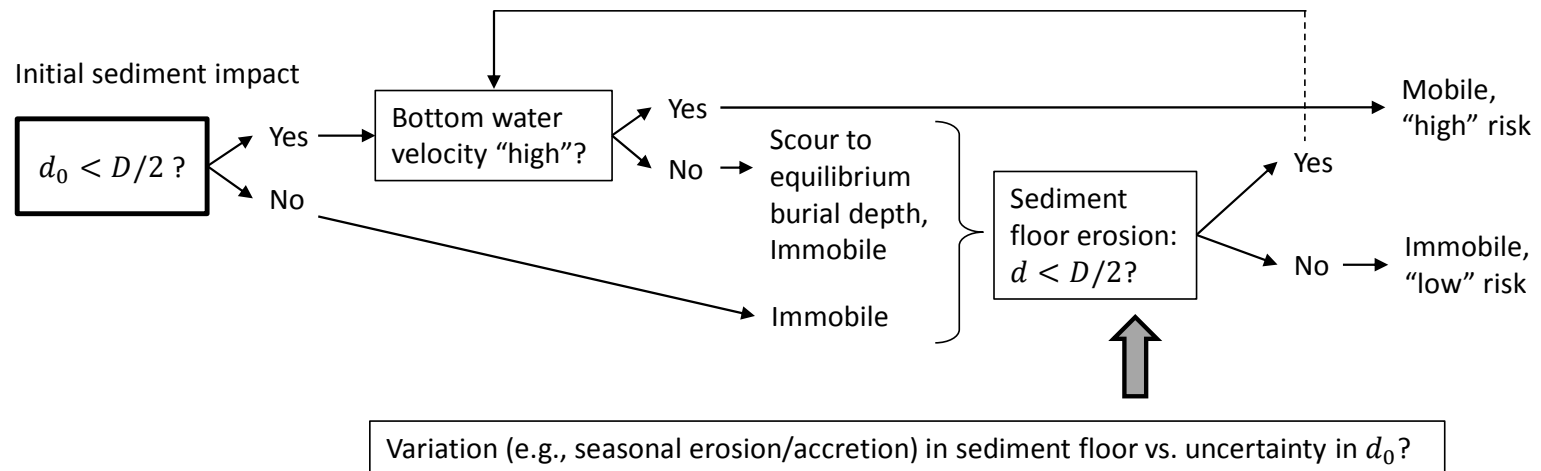 Initial sediment impact
d₀ < D/2 ?
Yes
No
Bottom water
velocity “high”?
Yes
No
Scour to
equilibrium
burial depth,
Immobile
Immobile
Sediment
floor erosion:
d < D/2?
Yes
No
Mobile,
“high” risk
Immobile,
“low” risk
Variation (e.g., seasonal erosion/accretion) in sediment floor vs. uncertainty in d₀?